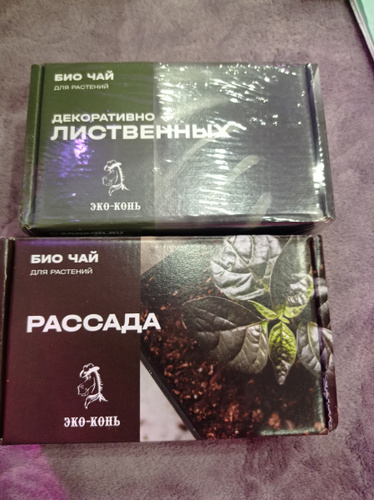 БИО ЧАЙ
ДЛЯ РАСТЕНИЙ
ДЕКОРАТИВНО
ЛИСТВЕННЫХ
ЭКО-КОНЬ
БИО ЧАЙ
ДЛЯ РАСТЕНИЙ
РАССАДА
ЭКО-КОНЬ